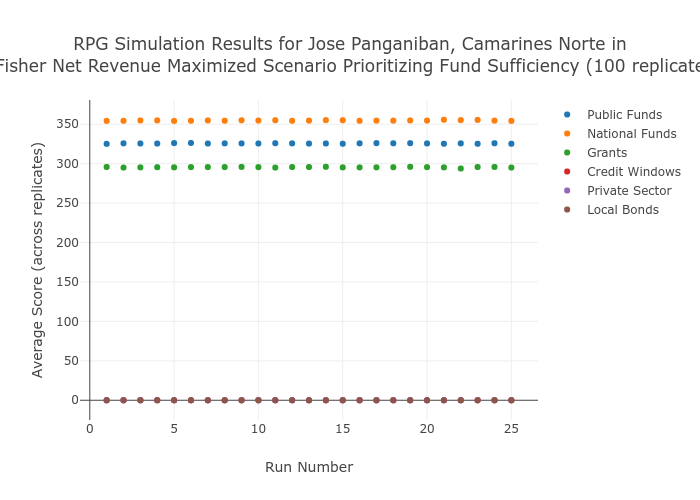 RPG Simulation Results for Jose Panganiban, Camarines Norte in
Fisher Net Revenue Maximized Scenario Prioritizing Fund Sufficiency (100 replicate
350
300
250
200
150
100
50
0
Average Score (across replicates)
0 5 10 15 20 25
Run Number
Public Funds
National Funds
Grants
Credit Windows
Private Sector
Local Bonds